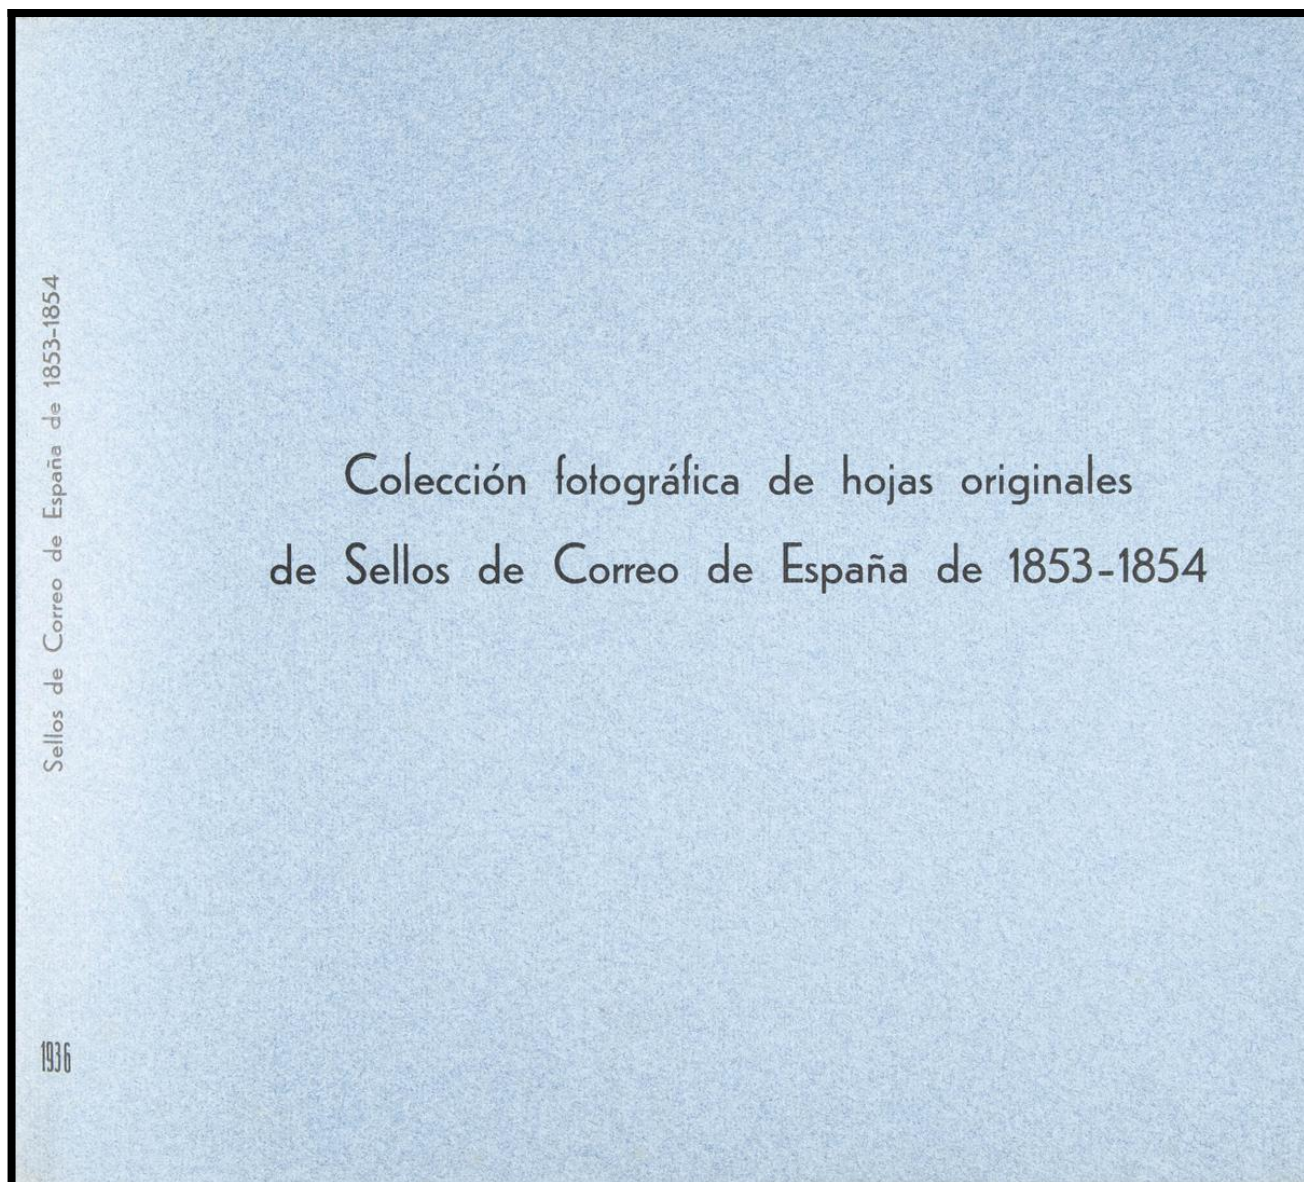 Colección fotográfica de hojas originales
de Sellos de Correo de España de 1853-1854
Sellos de Correo de España de 1853-1854
1936